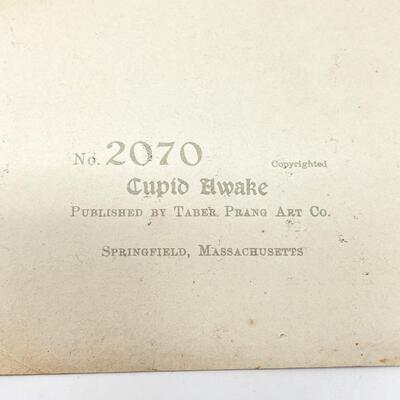 No. 2070 Copyrighted
Cupid Awake
Published by Taber Prang Art Co.
Springfield, Massachusetts